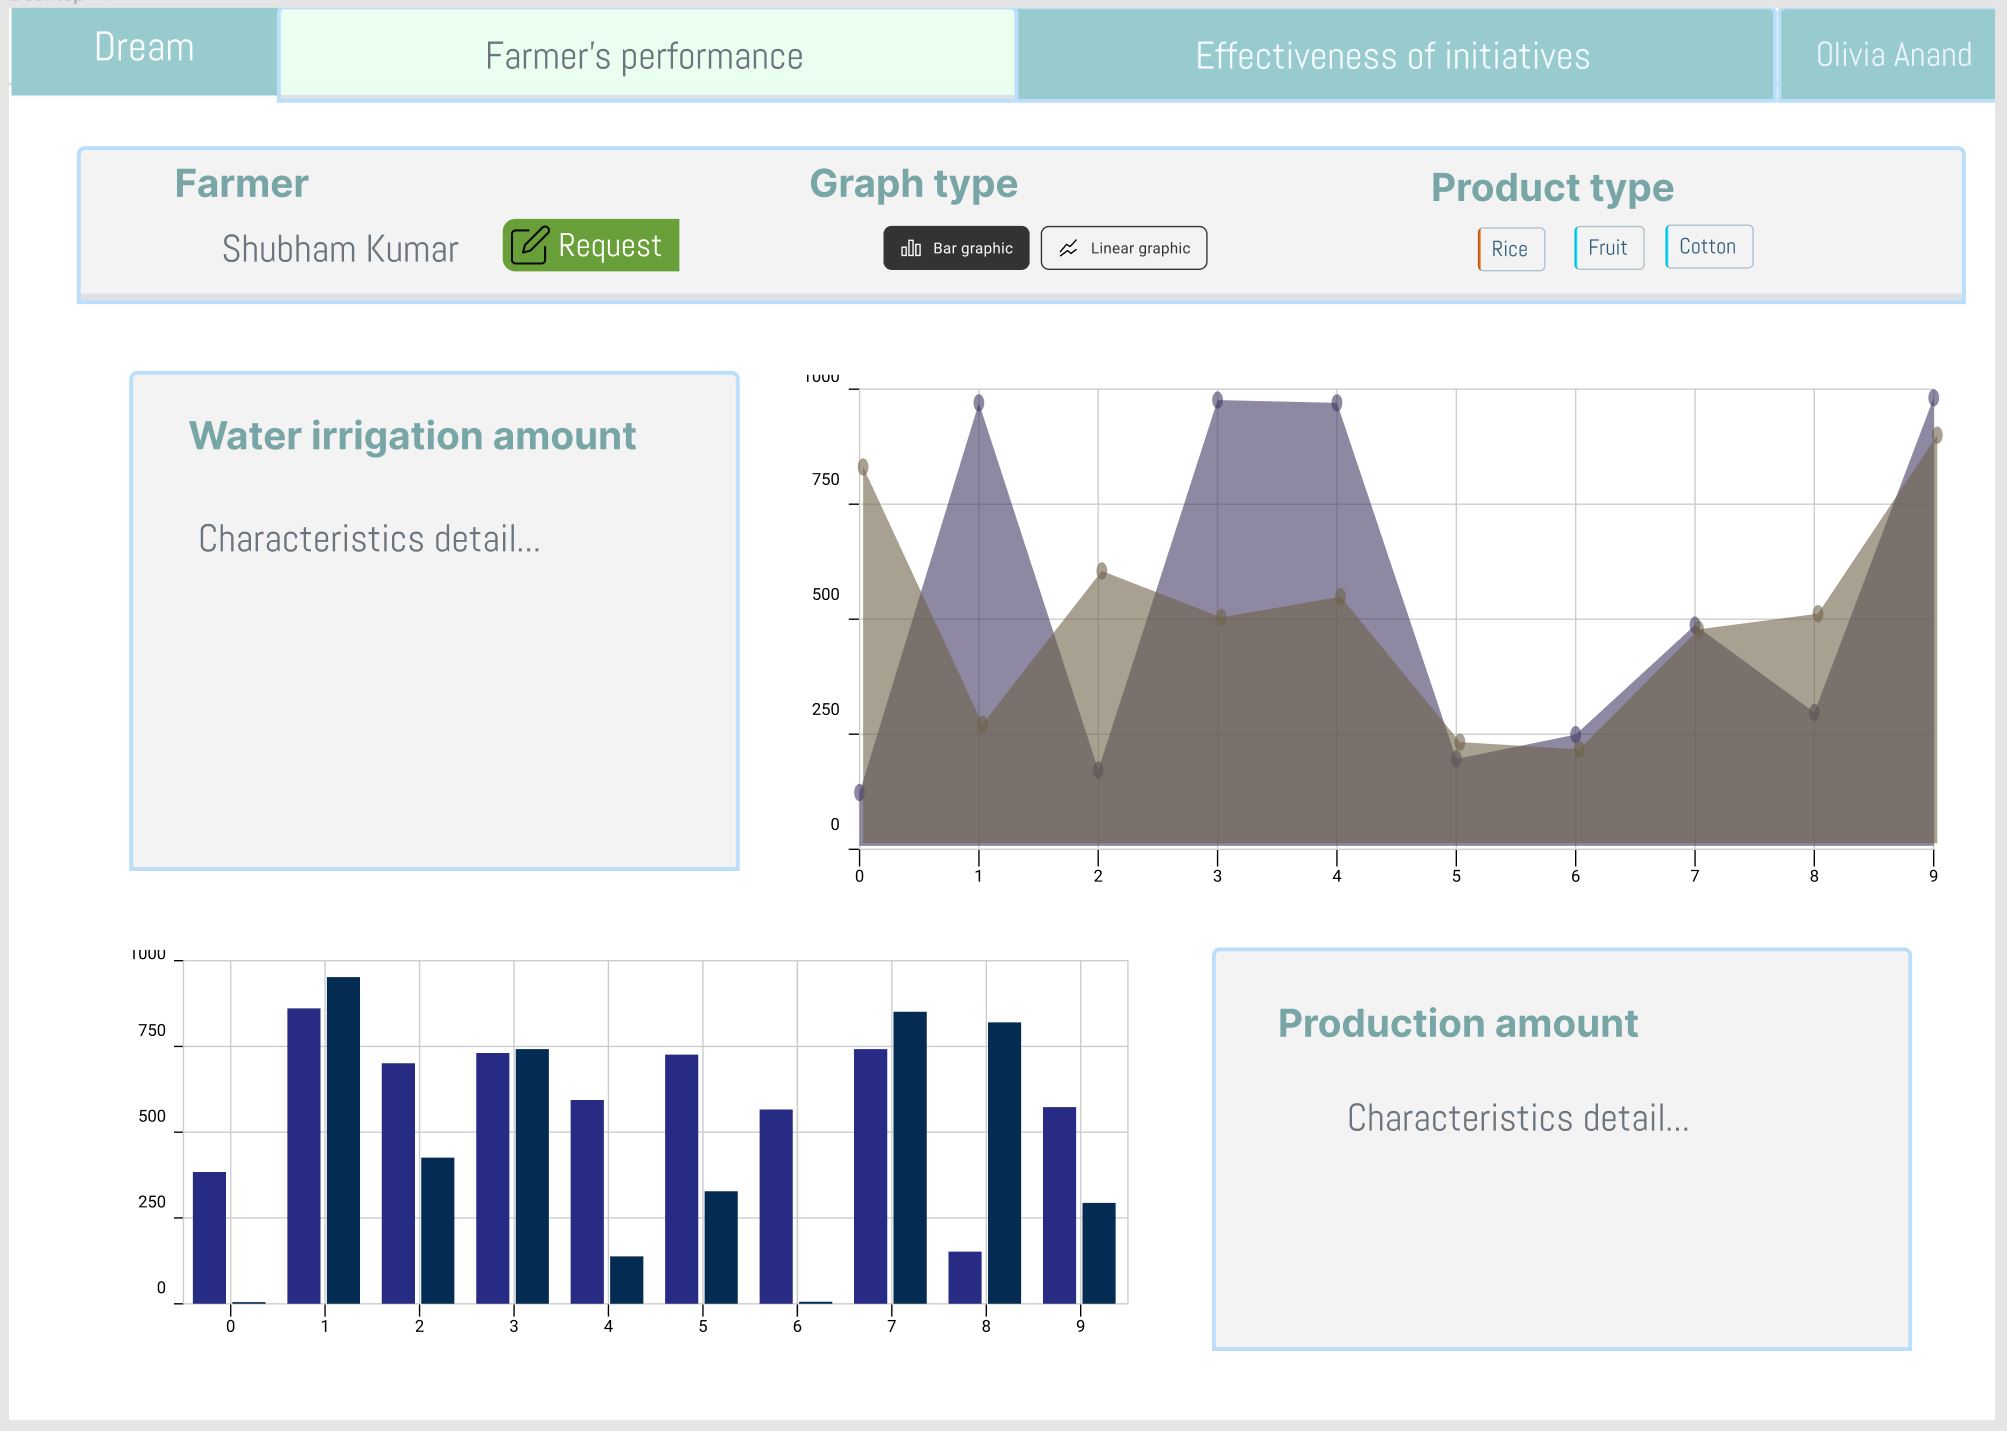 Dream
Farmer's performance
Effectiveness of initiatives
Olivia Anand
Farmer
Graph type
Product type
Shubham Kumar
Request
Bar graphic
Linear graphic
Rice
Fruit
Cotton
Water irrigation amount
Characteristics detail...
1000
750
500
250
0
0 1 2 3 4 5 6 7 8 9
1000
750
500
250
0
0 1 2 3 4 5 6 7 8 9
Production amount
Characteristics detail...